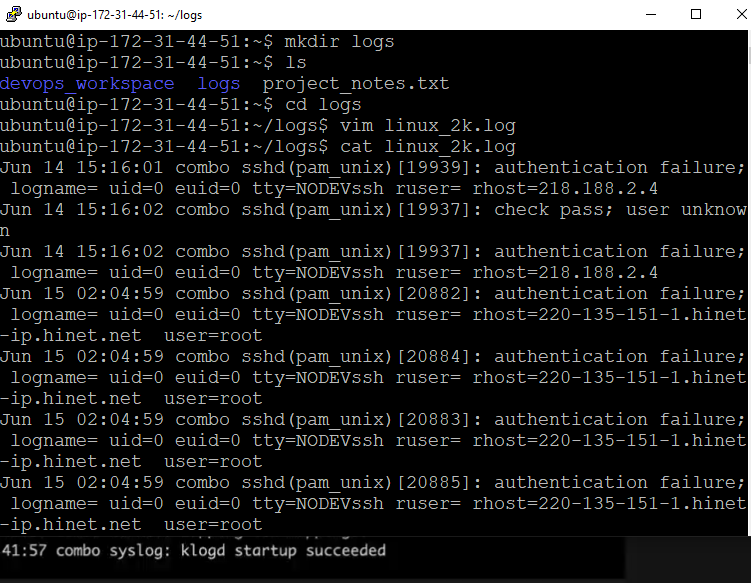 ubuntu@ip-172-31-44-51: ~/logs
ubuntu@ip-172-31-44-51:~$ mkdir logs
ubuntu@ip-172-31-44-51:~$ ls
devops_workspace  logs  project_notes.txt
ubuntu@ip-172-31-44-51:~$ cd logs
ubuntu@ip-172-31-44-51:~/logs$ vim linux_2k.log
ubuntu@ip-172-31-44-51:~/logs$ cat linux_2k.log
Jun 14 15:16:01 combo sshd(pam_unix)[19939]: authentication failure;
 logname= uid=0 euid=0 tty=NODEVssh ruser= rhost=218.188.2.4
Jun 14 15:16:02 combo sshd(pam_unix)[19937]: check pass; user unknow
n
Jun 14 15:16:02 combo sshd(pam_unix)[19937]: authentication failure;
 logname= uid=0 euid=0 tty=NODEVssh ruser= rhost=218.188.2.4
Jun 15 02:04:59 combo sshd(pam_unix)[20882]: authentication failure;
 logname= uid=0 euid=0 tty=NODEVssh ruser= rhost=220-135-151-1.hinet
-ip.hinet.net  user=root
Jun 15 02:04:59 combo sshd(pam_unix)[20884]: authentication failure;
 logname= uid=0 euid=0 tty=NODEVssh ruser= rhost=220-135-151-1.hinet
-ip.hinet.net  user=root
Jun 15 02:04:59 combo sshd(pam_unix)[20883]: authentication failure;
 logname= uid=0 euid=0 tty=NODEVssh ruser= rhost=220-135-151-1.hinet
-ip.hinet.net  user=root
Jun 15 02:04:59 combo sshd(pam_unix)[20885]: authentication failure;
 logname= uid=0 euid=0 tty=NODEVssh ruser= rhost=220-135-151-1.hinet
-ip.hinet.net  user=root
41:57 combo syslog: klogd startup succeeded